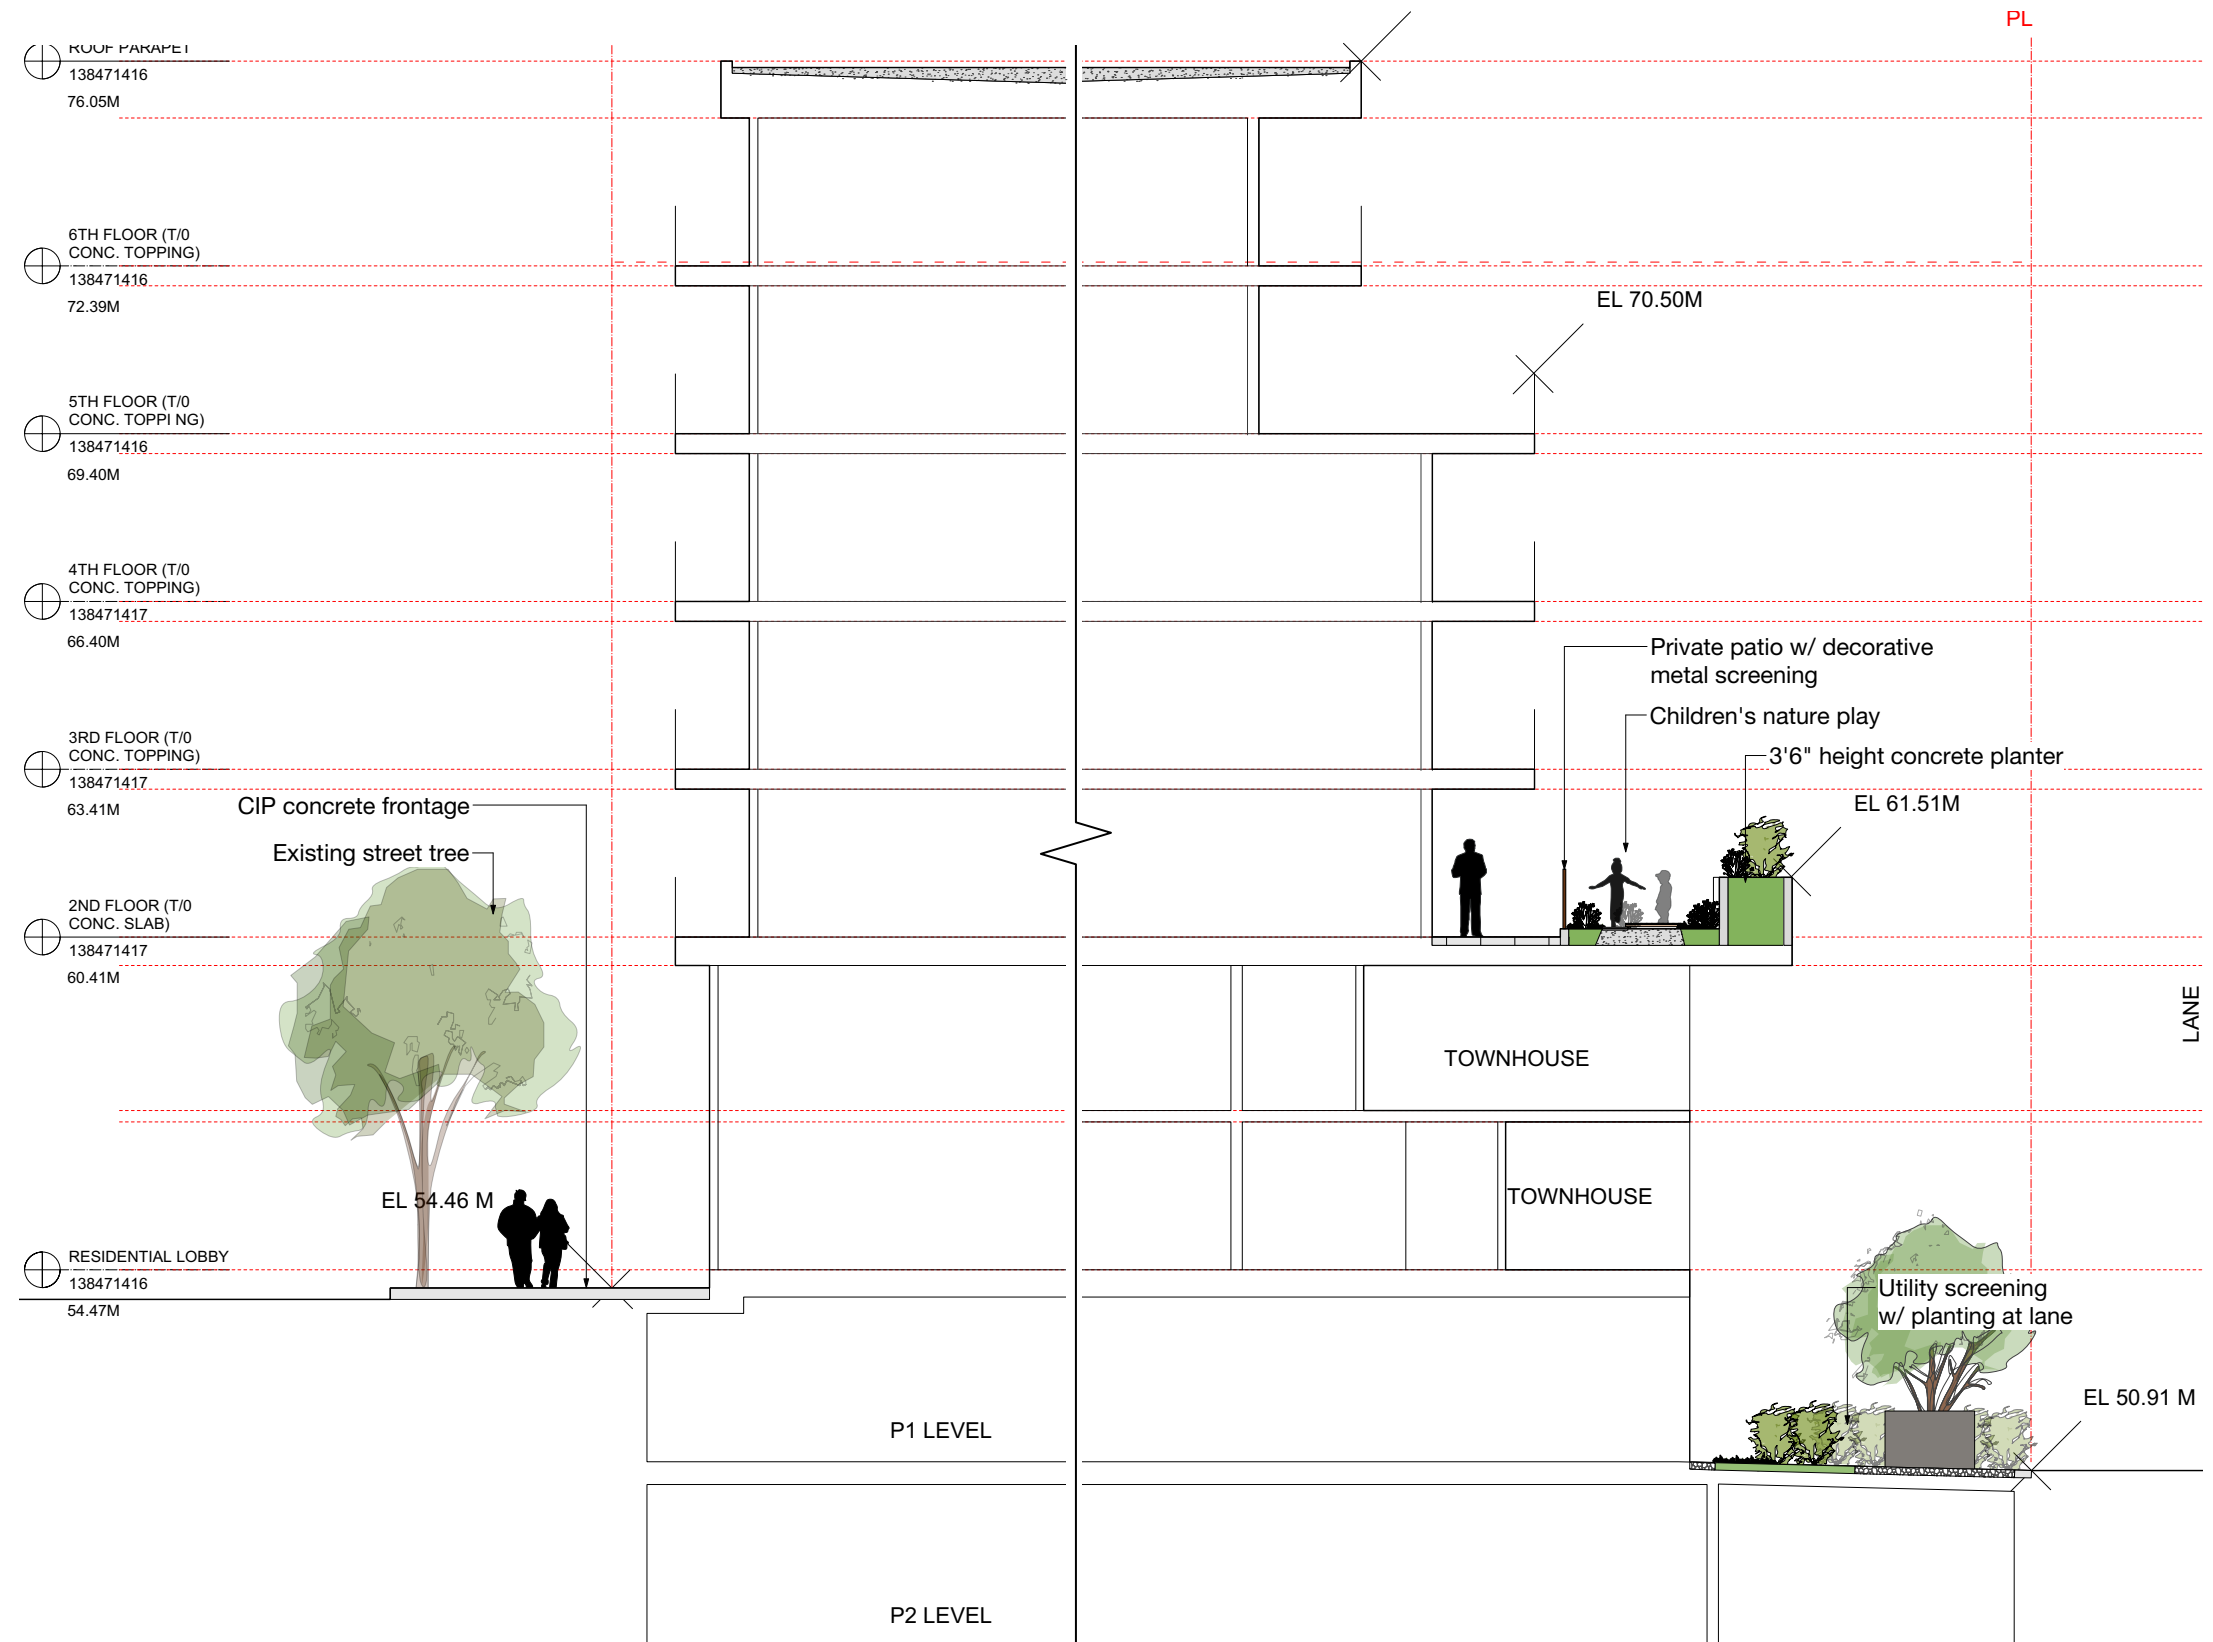 PL
ROOF PARAPET
138471416
76.05M
6TH FLOOR (T/0
CONC. TOPPING)
138471416
72.39M
EL 70.50M
5TH FLOOR (T/0
CONC. TOPPI NG)
138471416
69.40M
4TH FLOOR (T/0
CONC. TOPPING)
138471417
66.40M
Private patio w/ decorative
metal screening
Children's nature play
3'6" height concrete planter
EL 61.51M
3RD FLOOR (T/0
CONC. TOPPING)
138471417
63.41M
CIP concrete frontage
Existing street tree
2ND FLOOR (T/0
CONC. SLAB)
138471417
60.41M
LANE
TOWNHOUSE
TOWNHOUSE
EL 54.46 M
RESIDENTIAL LOBBY
138471416
54.47M
Utility screening
w/ planting at lane
EL 50.91 M
P1 LEVEL
P2 LEVEL